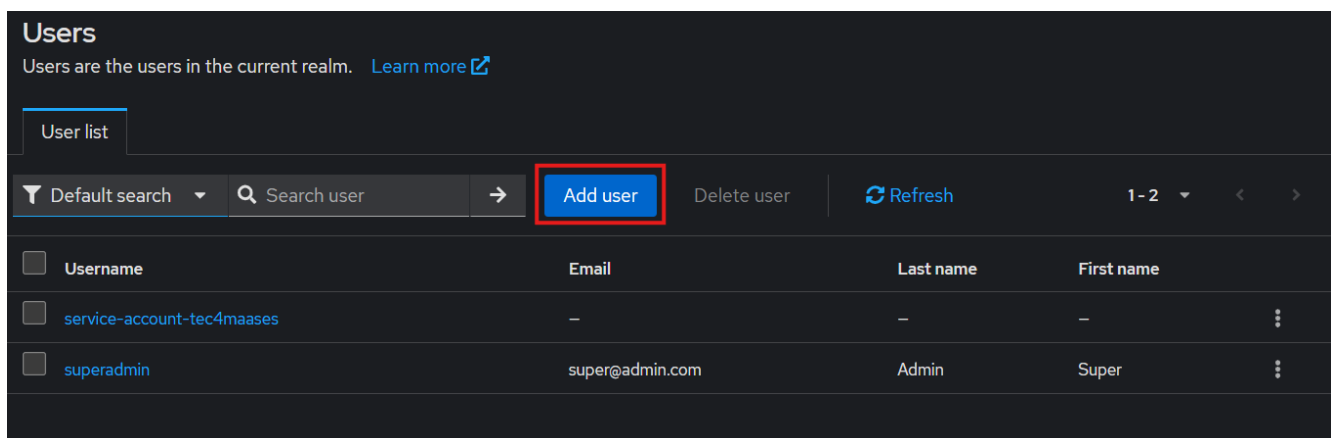 Users
Users are the users in the current realm. Learn more
User list
Default search Search user Add user Delete user Refresh 1 - 2
Username Email Last name First name
service-account-tec4maases – – –
superadmin super@admin.com Admin Super